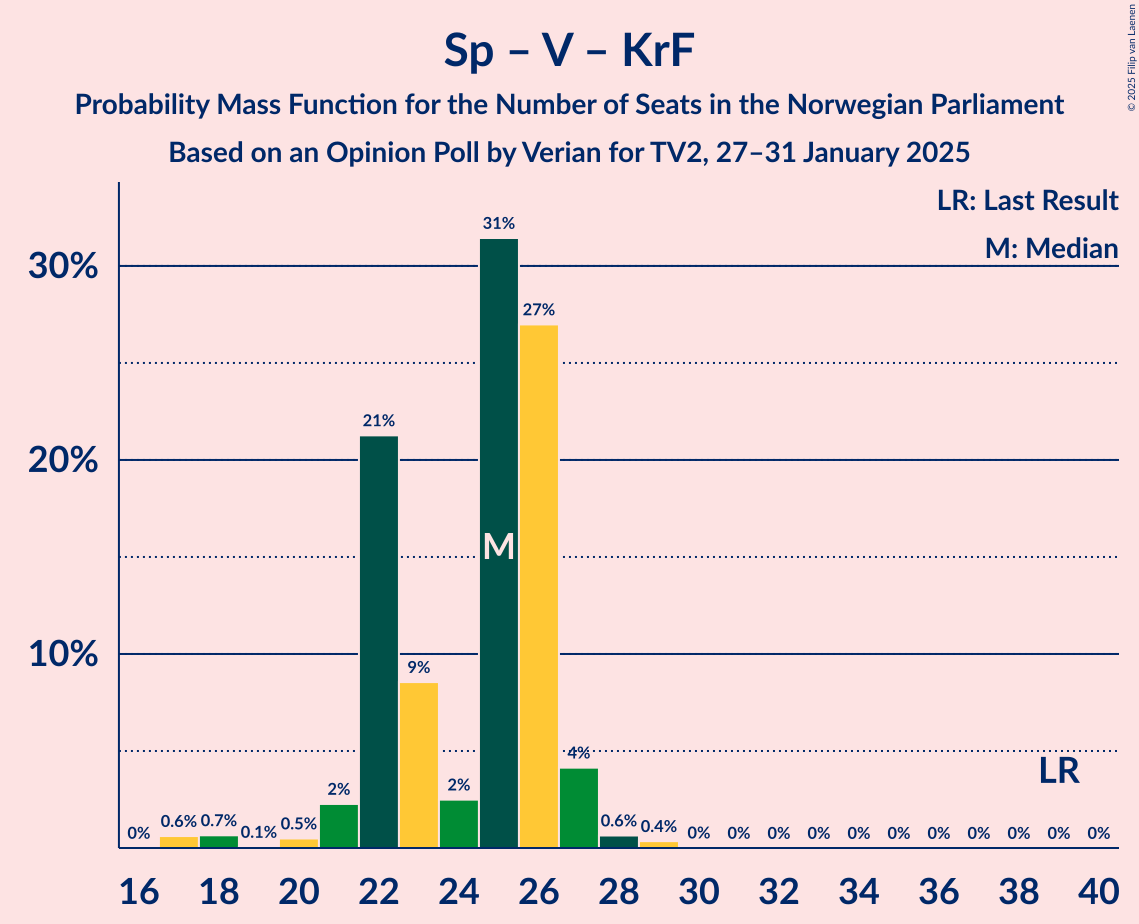 Sp – V – KrF
Probability Mass Function for the Number of Seats in the Norwegian Parliament
Based on an Opinion Poll by Verian for TV2, 27–31 January 2025
© 2025 Filip van Laenen
LR: Last Result
M: Median
30%
20%
10%
0% 0.6% 0.7% 0.1% 0.5% 2% 21% 9% 2% 31% 27% 4% 0.6% 0.4% 0% 0% 0% 0% 0% 0% 0% 0% 0% 0% 0%
M
LR
16 18 20 22 24 26 28 30 32 34 36 38 40